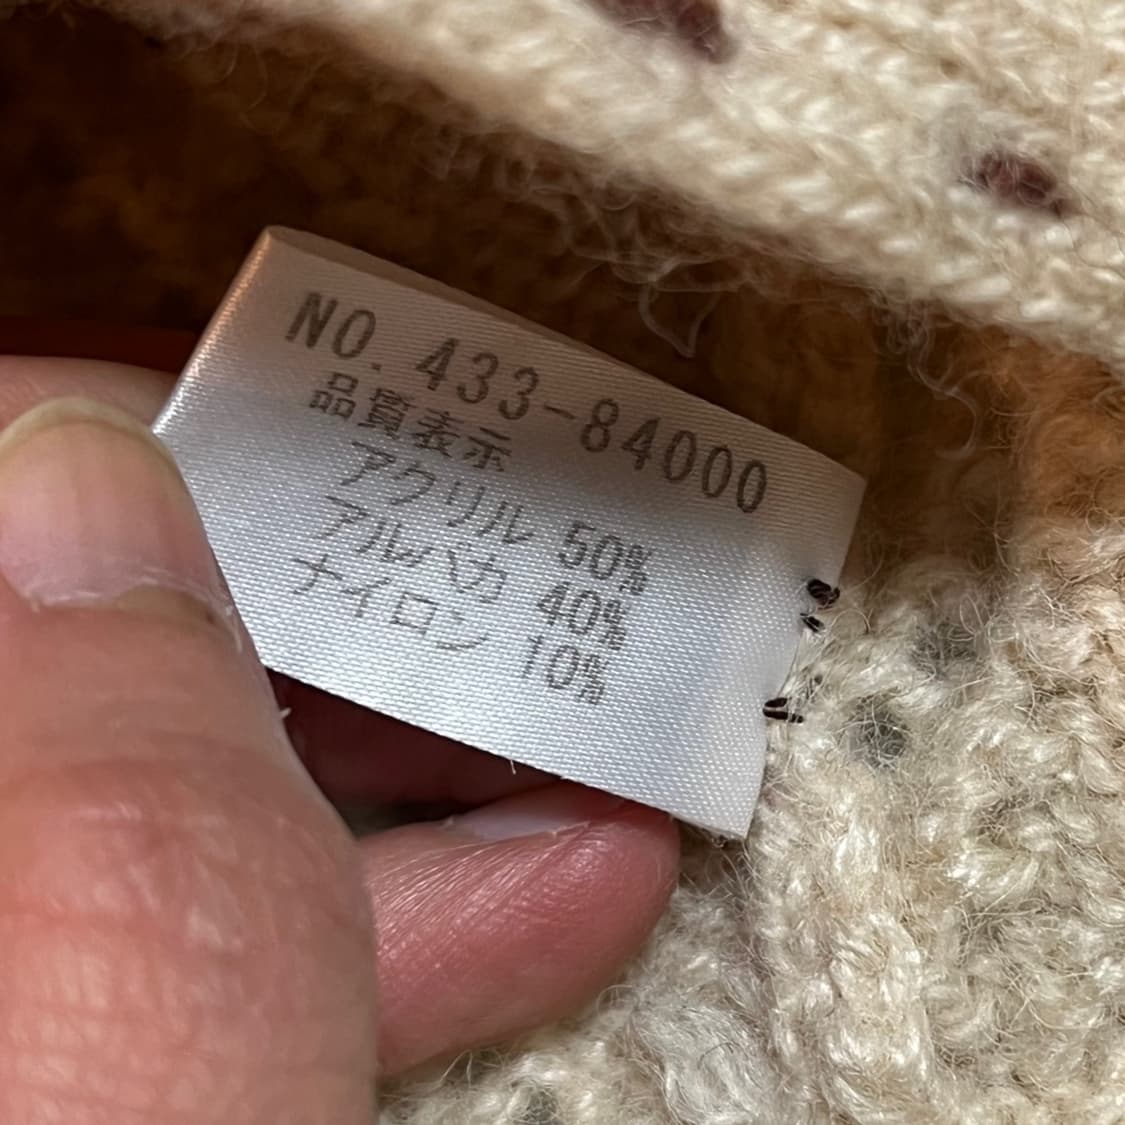 NO. 433-84000
品質表示
アクリル 50%
アルパカ 40%
ナイロン 10%